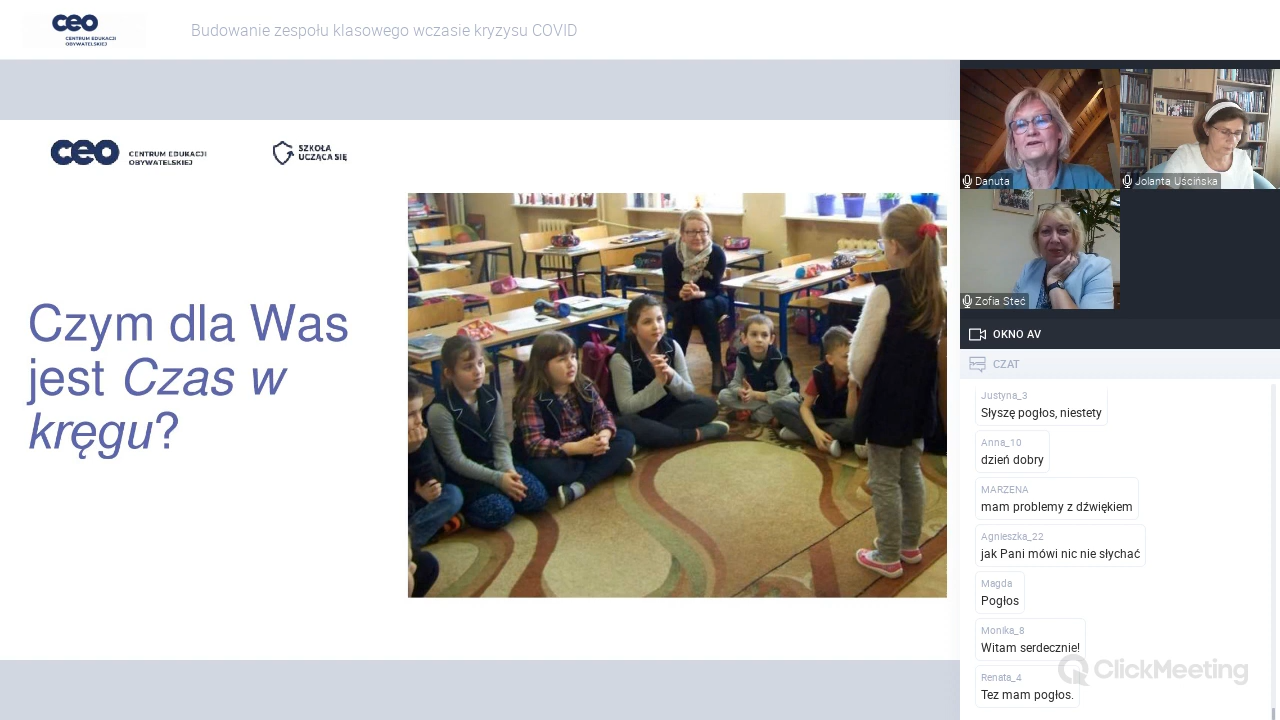 ceo
CENTRUM EDUKACJI
OBYWATELSKIEJ
Budowanie zespołu klasowego wczasie kryzysu COVID
ceo
CENTRUM EDUKACJI
OBYWATELSKIEJ
SZKOŁA
UCZĄCA SIĘ
Czym dla Was
jest Czas w
kręgu?
Danuta
Jolanta Uścińska
Zofia Steć
OKNO AV
CZAT
Justyna_3
Słyszę pogłos, niestety
Anna_10
dzień dobry
MARZENA
mam problemy z dźwiękiem
Agnieszka_22
jak Pani mówi nic nie słychać
Magda
Pogłos
Monika_8
Witam serdecznie!
Renata_4
Tez mam pogłos.
ClickMeeting